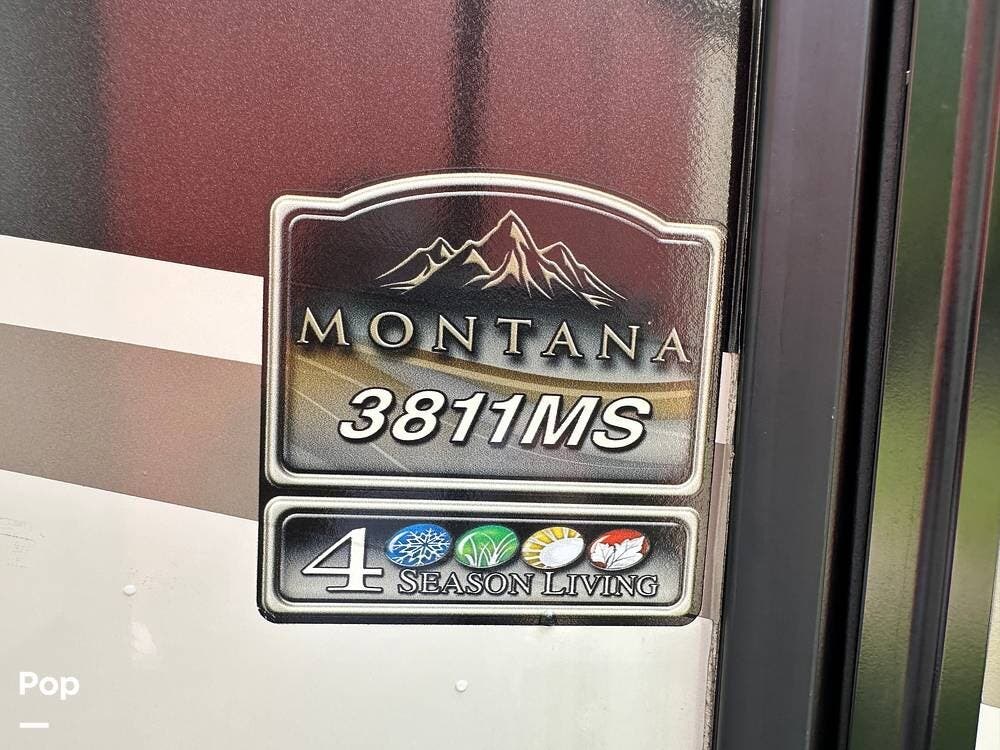 MONTANA
3811MS
4 SEASON LIVING
Pop